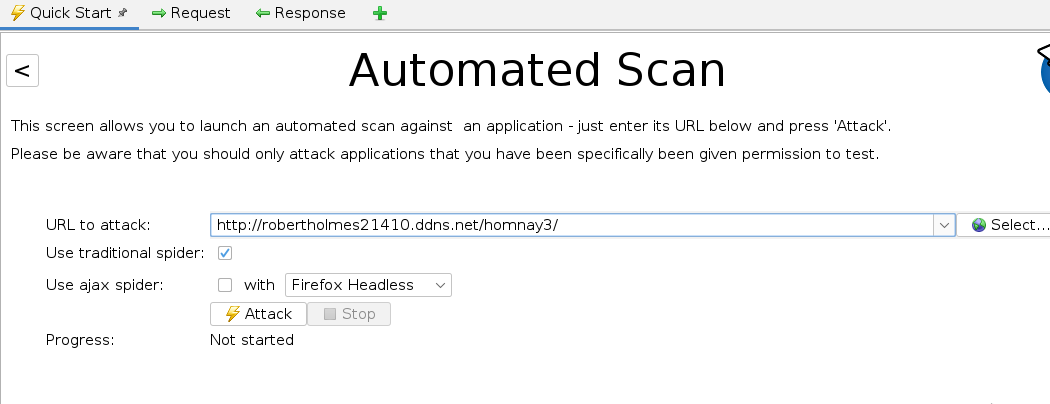 Quick Start Request Response
<
Automated Scan
This screen allows you to launch an automated scan against  an application - just enter its URL below and press 'Attack'.
Please be aware that you should only attack applications that you have been specifically been given permission to test.
URL to attack: http://robertholmes21410.ddns.net/homnay3/ Select...
Use traditional spider:
Use ajax spider: with Firefox Headless
Attack Stop
Progress: Not started